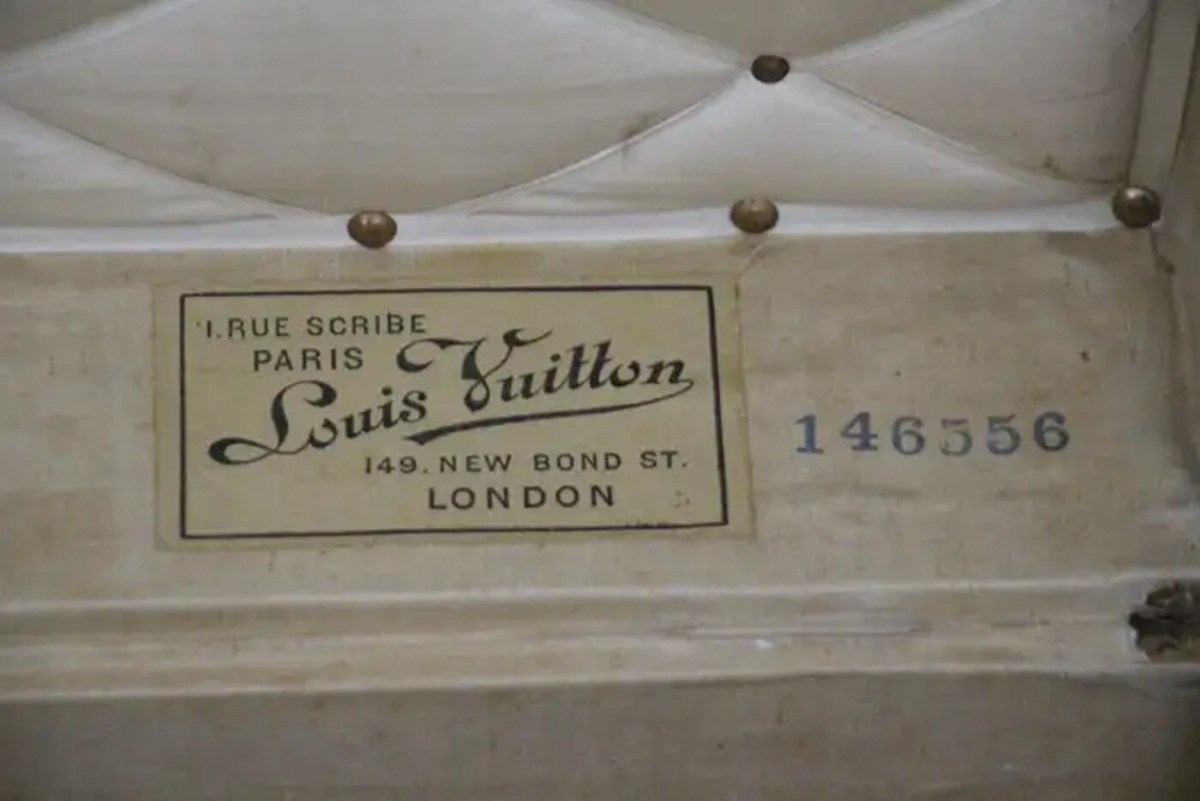 1. RUE SCRIBE
PARIS
Louis Vuitton
149. NEW BOND ST.
LONDON
146556